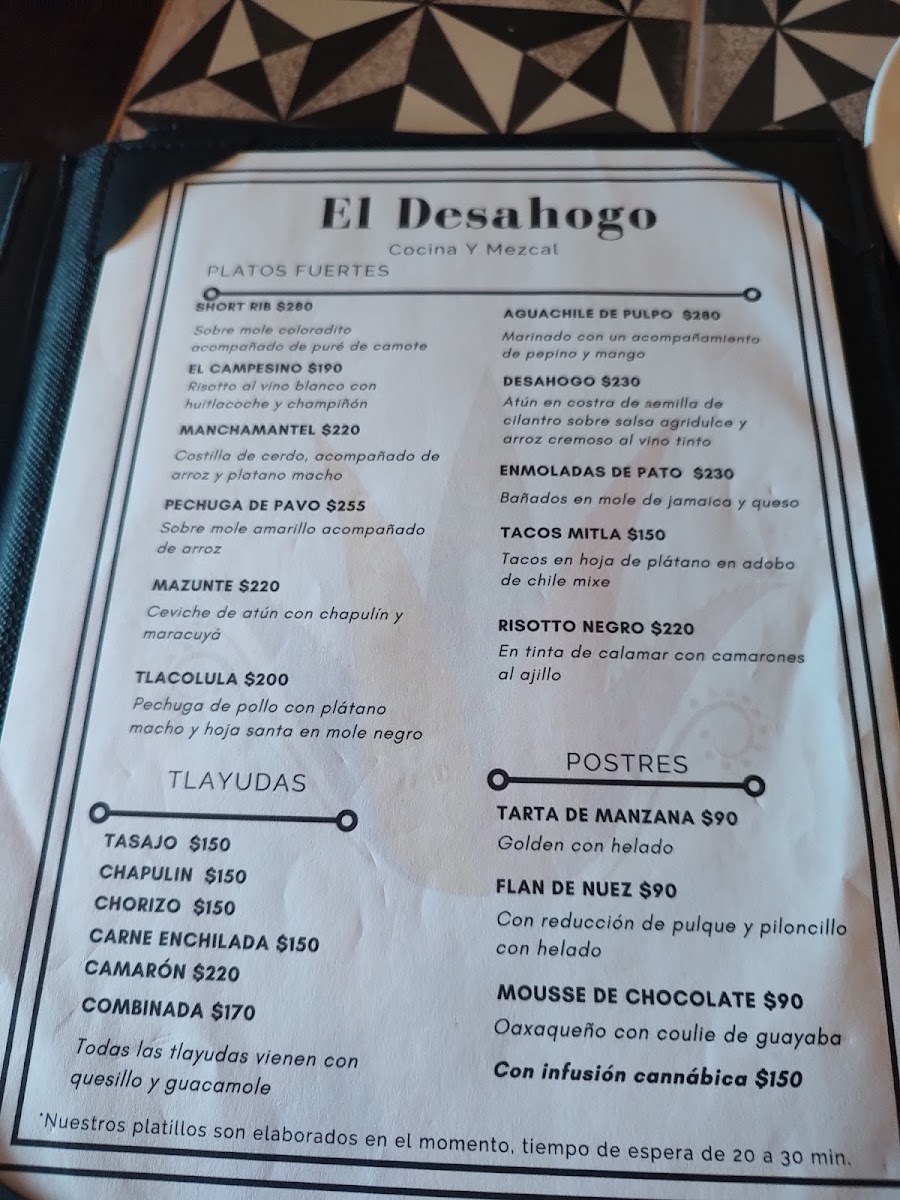 El Desahogo
Cocina Y Mezcal
PLATOS FUERTES
SHORT RIB $280
Sobre mole coloradito
acompañado de puré de camote
EL CAMPESINO $190
Risotto al vino blanco con
huitlacoche y champiñón
MANCHAMANTEL $220
Costilla de cerdo, acompañado de
arroz y platano macho
PECHUGA DE PAVO $255
Sobre mole amarillo acompañado
de arroz
MAZUNTE $220
Ceviche de atún con chapulín y
maracuyá
TLACOLULA $200
Pechuga de pollo con plátano
macho y hoja santa en mole negro
AGUACHILE DE PULPO $280
Marinado con un acompañamiento
de pepino y mango
DESAHOGO $230
Atún en costra de semilla de
cilantro sobre salsa agridulce y
arroz cremoso al vino tinto
ENMOLADAS DE PATO $230
Bañados en mole de jamaica y queso
TACOS MITLA $150
Tacos en hoja de plátano en adobo
de chile mixe
RISOTTO NEGRO $220
En tinta de calamar con camarones
al ajillo
TLAYUDAS
TASAJO $150
CHAPULIN $150
CHORIZO $150
CARNE ENCHILADA $150
CAMARÓN $220
COMBINADA $170
Todas las tlayudas vienen con
quesillo y guacamole
POSTRES
TARTA DE MANZANA $90
Golden con helado
FLAN DE NUEZ $90
Con reducción de pulque y piloncillo
con helado
MOUSSE DE CHOCOLATE $90
Oaxaqueño con coulie de guayaba
Con infusión cannábica $150
*Nuestros platillos son elaborados en el momento, tiempo de espera de 20 a 30 min.